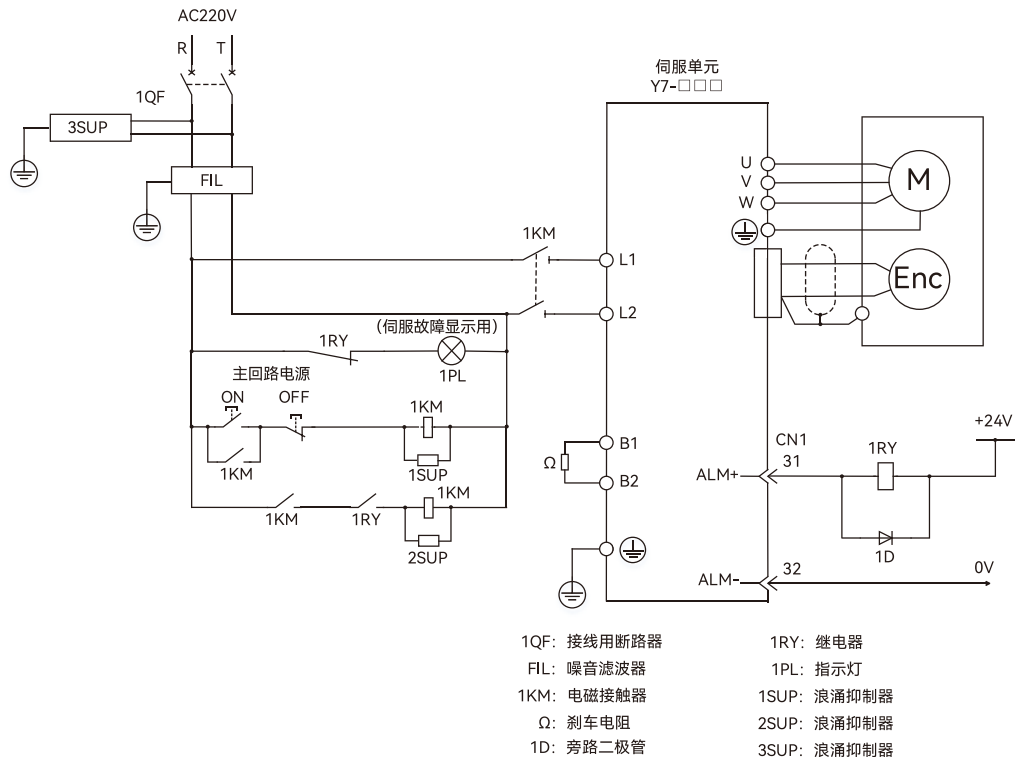 AC220V
R T
1QF
3SUP
FIL
伺服单元
Y7-□□□
U
V
W
M
Enc
1KM
L1
L2
(伺服故障显示用)
1RY
1PL
主回路电源
ON OFF
1KM
1KM
1SUP
1KM
1KM 1RY
2SUP
B1
Ω
B2
CN1
ALM+ 31
1RY
+24V
1D
ALM- 32
0V
1QF: 接线用断路器 1RY: 继电器
FIL: 噪音滤波器 1PL: 指示灯
1KM: 电磁接触器 1SUP: 浪涌抑制器
Ω: 刹车电阻 2SUP: 浪涌抑制器
1D: 旁路二极管 3SUP: 浪涌抑制器